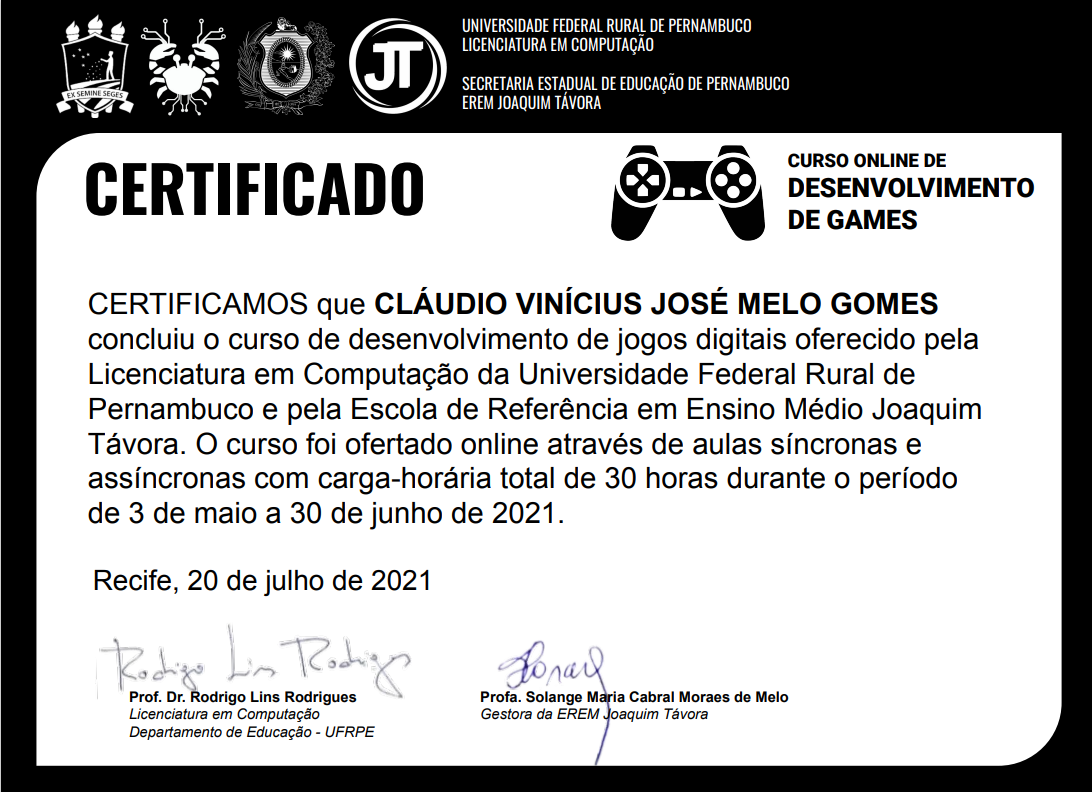 UNIVERSIDADE FEDERAL RURAL DE PERNAMBUCO
LICENCIATURA EM COMPUTAÇÃO
SECRETARIA ESTADUAL DE EDUCAÇÃO DE PERNAMBUCO
EREM JOAQUIM TÁVORA
EX SEMINE SEGES
JT
CERTIFICADO
CURSO ONLINE DE
DESENVOLVIMENTO
DE GAMES
CERTIFICAMOS que CLÁUDIO VINÍCIUS JOSÉ MELO GOMES
concluiu o curso de desenvolvimento de jogos digitais oferecido pela
Licenciatura em Computação da Universidade Federal Rural de
Pernambuco e pela Escola de Referência em Ensino Médio Joaquim
Távora. O curso foi ofertado online através de aulas síncronas e
assíncronas com carga-horária total de 30 horas durante o período
de 3 de maio a 30 de junho de 2021.
Recife, 20 de julho de 2021
Rodrigo Lins Rodrigues
Prof. Dr. Rodrigo Lins Rodrigues
Licenciatura em Computação
Departamento de Educação - UFRPE
Profa. Solange Maria Cabral Moraes de Melo
Gestora da EREM Joaquim Távora